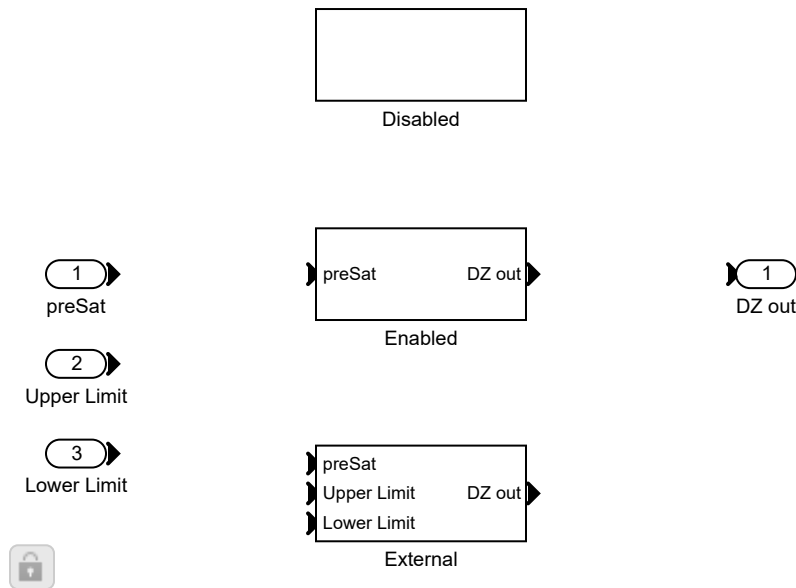 Disabled
1
preSat
2
Upper Limit
3
Lower Limit
preSat DZ out
Enabled
preSat
Upper Limit DZ out
Lower Limit
External
1
DZ out